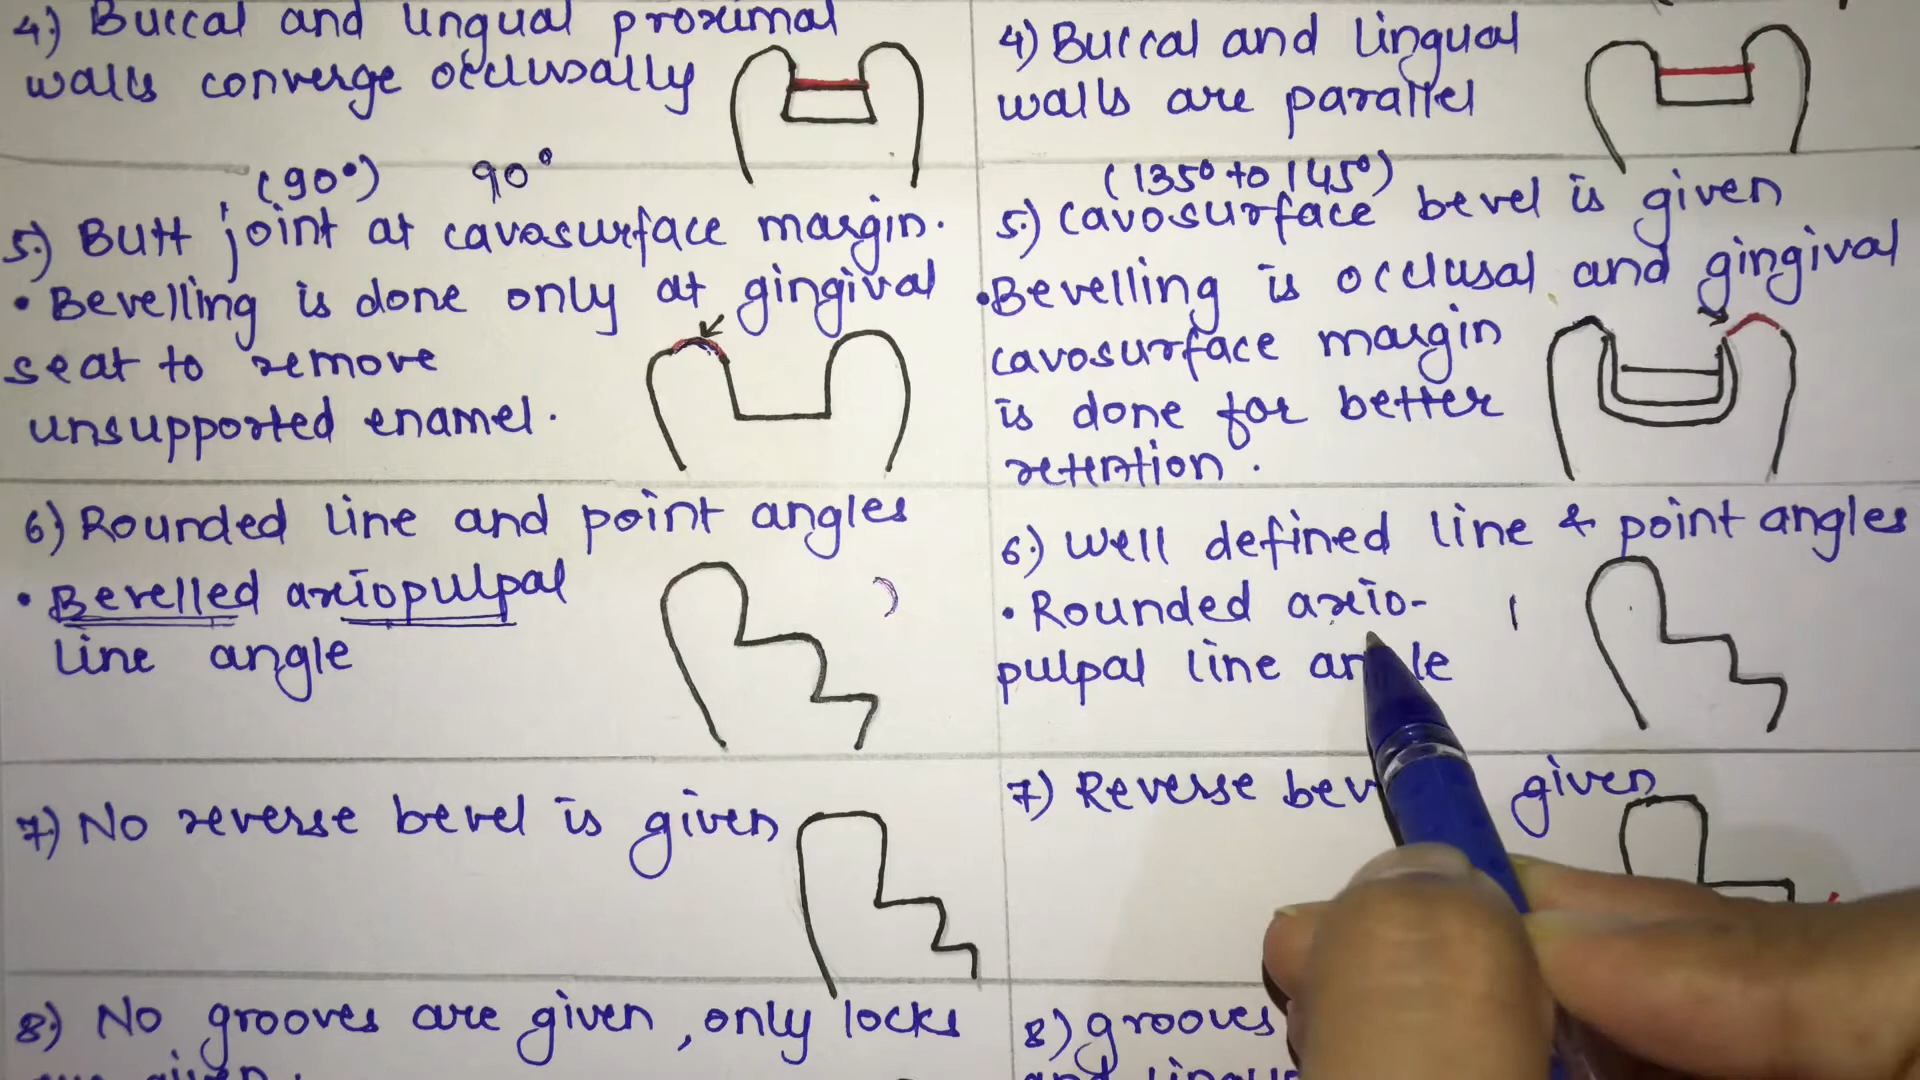 4.) Buccal and lingual proximal
walls converge occlusally
(90°) 90°
5.) Butt joint at cavosurface margin.
• Bevelling is done only at gingival
seat to remove
unsupported enamel.
6) Rounded line and point angles
• Bevelled axiopulpal
line angle
7) No reverse bevel is given
8.) No grooves are given, only locks
given.
4) Buccal and lingual
walls are parallel
(135° to 145°)
5.) Cavosurface bevel is given
• Bevelling is occlusal and gingival
cavosurface margin
is done for better
retention.
6.) Well defined line & point angles
• Rounded axio-
pulpal line
7) Reverse given
8) grooves